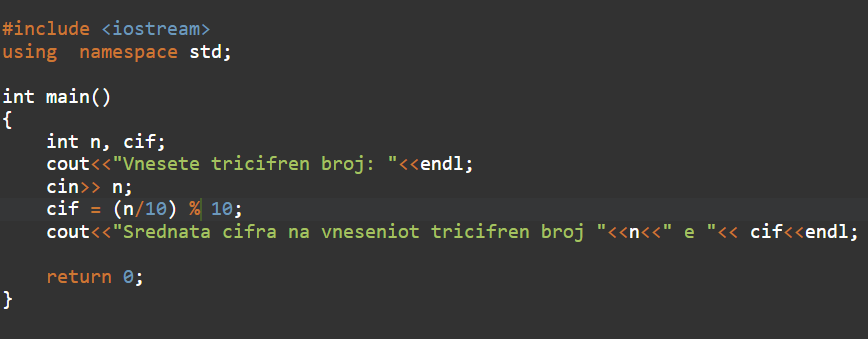 #include <iostream>
using  namespace std;
int main()
{
    int n, cif;
    cout<<"Vnesete tricifren broj: "<<endl;
    cin>> n;
    cif = (n/10) % 10;
    cout<<"Srednata cifra na vneseniot tricifren broj "<<n<<" e "<< cif<<endl;
    return 0;
}